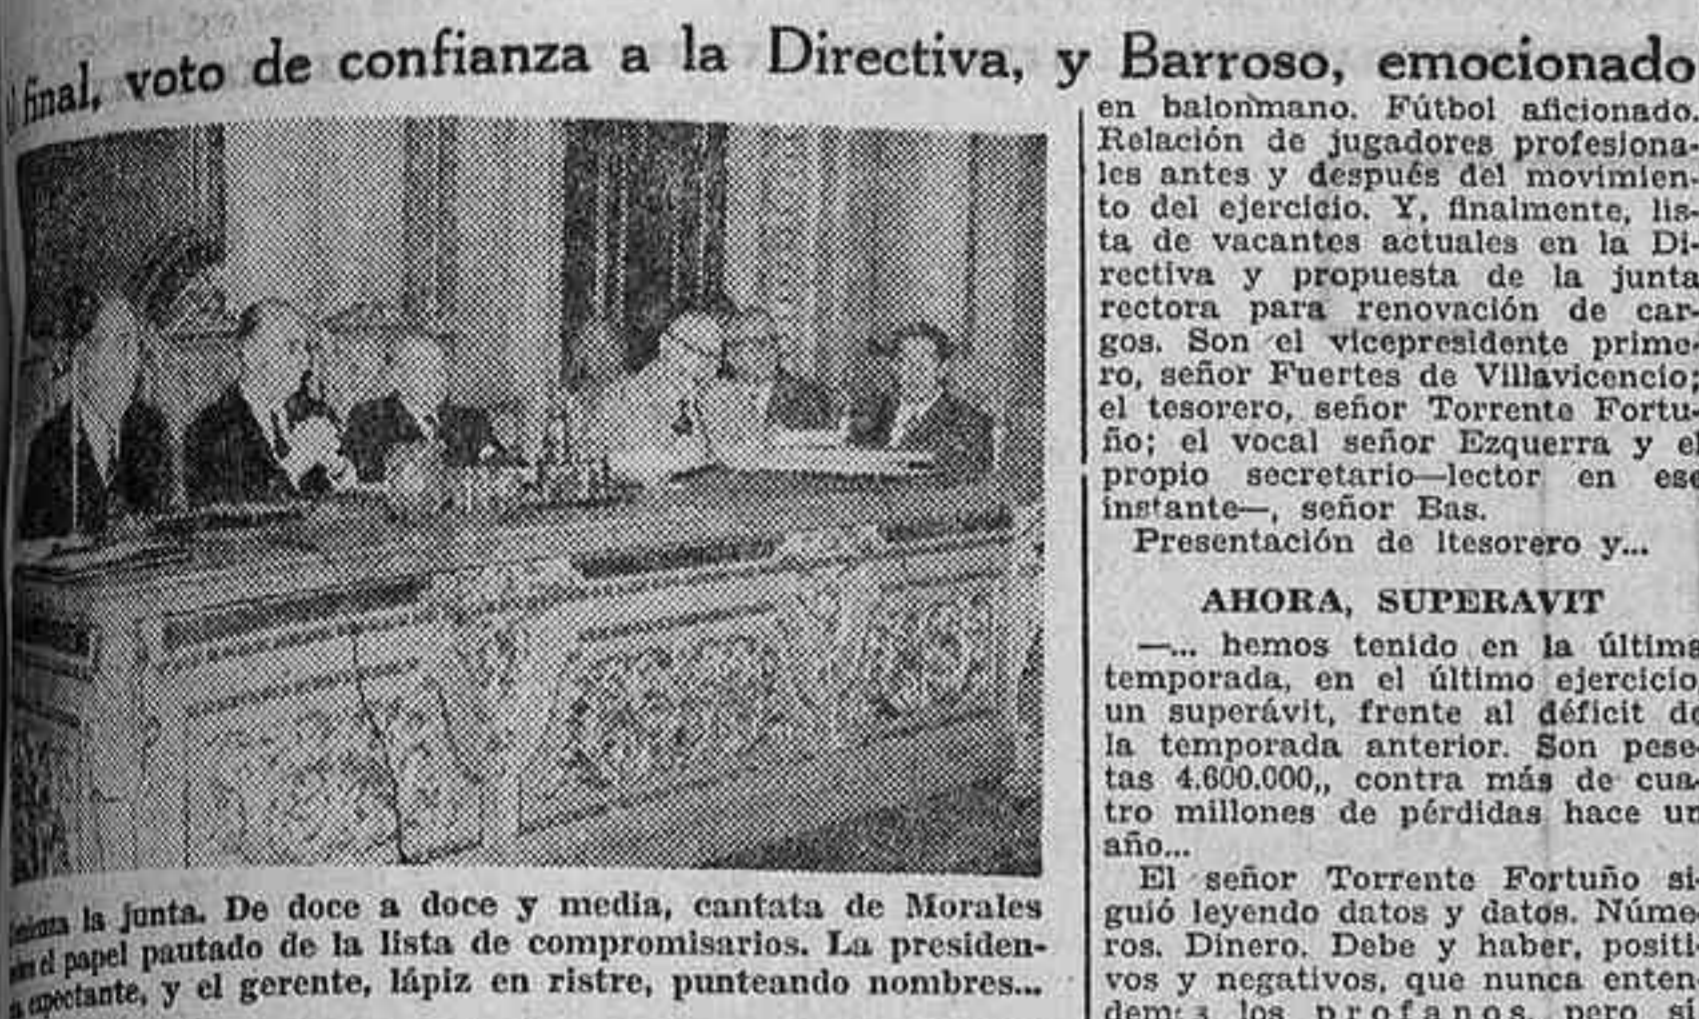 final, voto de confianza a la Directiva, y Barroso, emocionado
la junta. De doce a doce y media, cantata de Morales
papel pautado de la lista de compromisarios. La presiden-
expectante, y el gerente, lápiz en ristre, punteando nombres...
en balonmano. Fútbol aficionado.
Relación de jugadores profesiona-
les antes y después del movimien-
to del ejercicio. Y, finalmente, lis-
ta de vacantes actuales en la Di-
rectiva y propuesta de la junta
rectora para renovación de car-
gos. Son el vicepresidente prime-
ro, señor Fuertes de Villavicencio;
el tesorero, señor Torrente Fortu-
ño; el vocal señor Ezquerra y el
propio secretario—lector en ese
instante—, señor Bas.
Presentación de ltesorero y...
AHORA, SUPERAVIT
—... hemos tenido en la última
temporada, en el último ejercicio
un superávit, frente al déficit de
la temporada anterior. Son pese-
tas 4.600.000,, contra más de cua-
tro millones de pérdidas hace un
año...
El señor Torrente Fortuño si-
guió leyendo datos y datos. Núme-
ros. Dinero. Debe y haber, positi-
vos y negativos, que nunca enten-
los profanos, pero sí